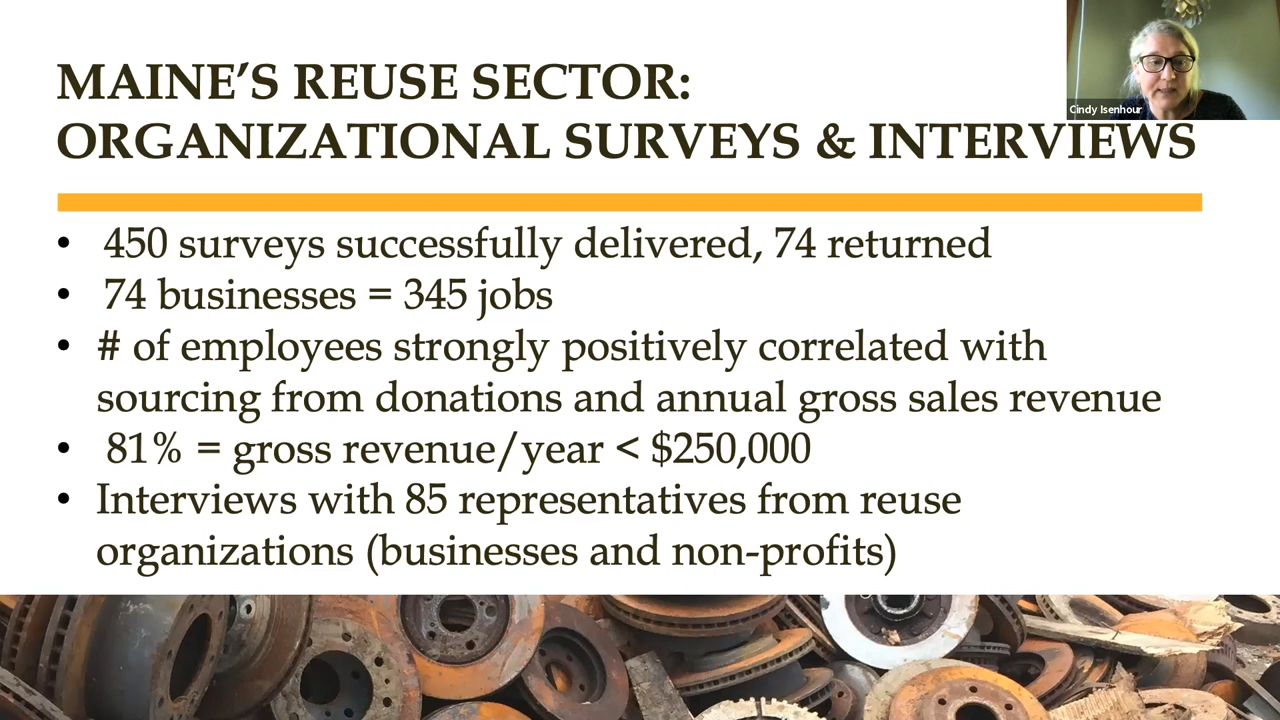 MAINE’S REUSE SECTOR:
ORGANIZATIONAL SURVEYS & INTERVIEWS
Cindy Isenhour
• 450 surveys successfully delivered, 74 returned
• 74 businesses = 345 jobs
• # of employees strongly positively correlated with
sourcing from donations and annual gross sales revenue
• 81% = gross revenue/year < $250,000
• Interviews with 85 representatives from reuse
organizations (businesses and non-profits)